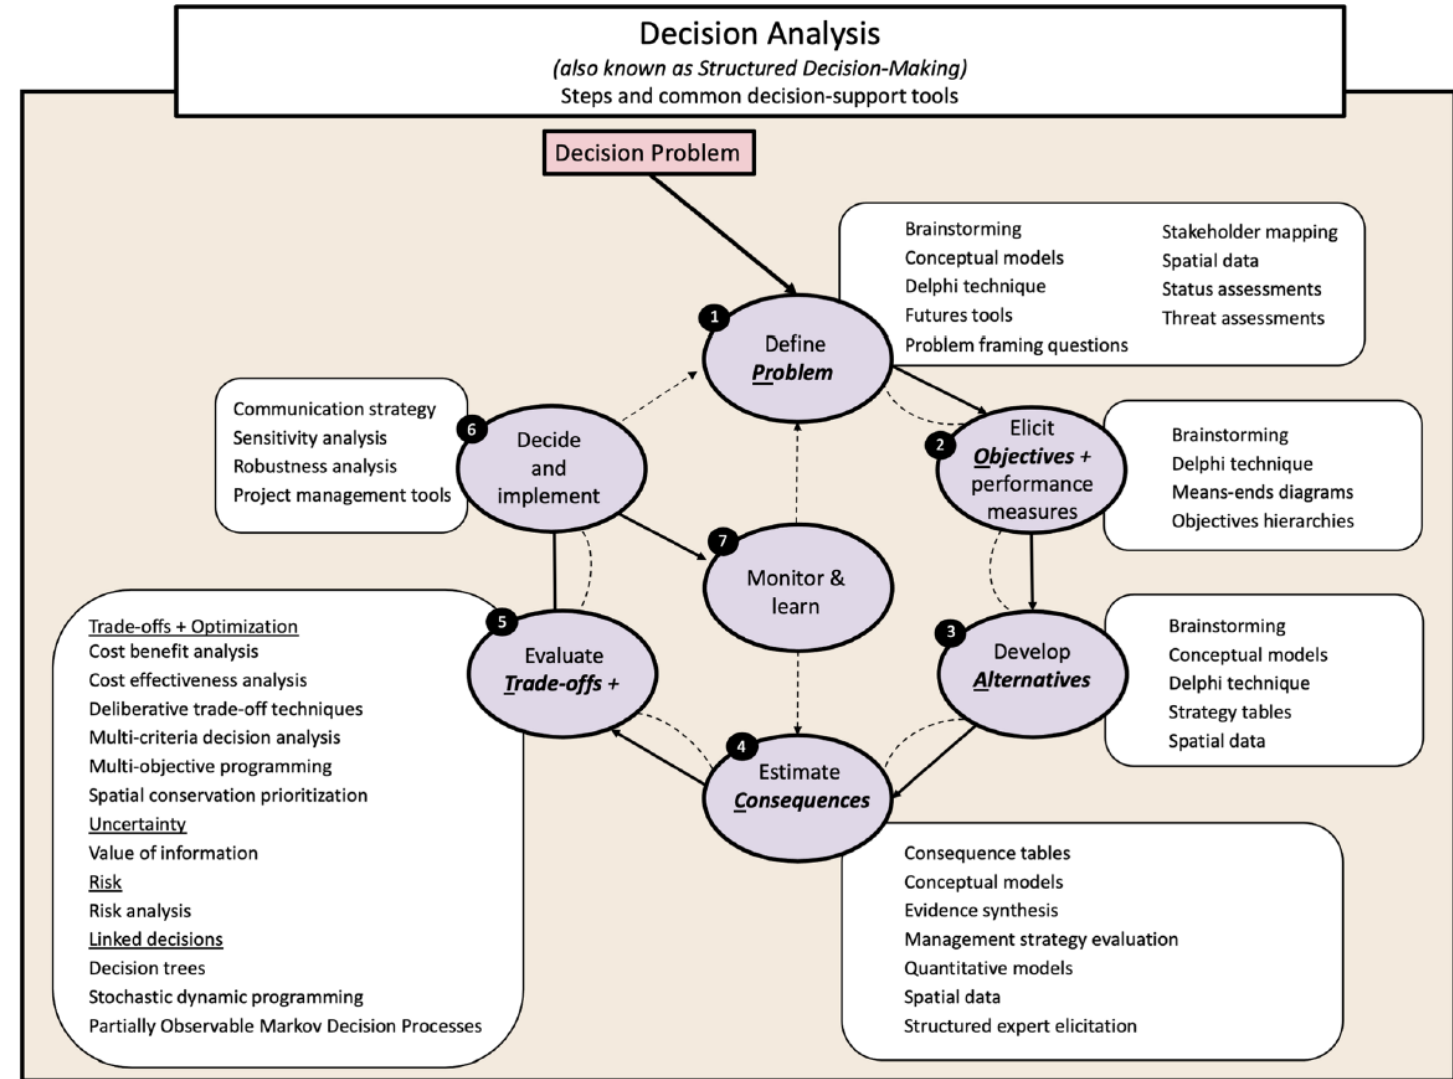 Decision Analysis
(also known as Structured Decision-Making)
Steps and common decision-support tools
Decision Problem
1
Define
Problem
Brainstorming
Conceptual models
Delphi technique
Futures tools
Problem framing questions
Stakeholder mapping
Spatial data
Status assessments
Threat assessments
2
Elicit
Objectives +
performance
measures
Brainstorming
Delphi technique
Means-ends diagrams
Objectives hierarchies
3
Develop
Alternatives
Brainstorming
Conceptual models
Delphi technique
Strategy tables
Spatial data
4
Estimate
Consequences
Consequence tables
Conceptual models
Evidence synthesis
Management strategy evaluation
Quantitative models
Spatial data
Structured expert elicitation
5
Evaluate
Trade-offs +
Trade-offs + Optimization
Cost benefit analysis
Cost effectiveness analysis
Deliberative trade-off techniques
Multi-criteria decision analysis
Multi-objective programming
Spatial conservation prioritization
Uncertainty
Value of information
Risk
Risk analysis
Linked decisions
Decision trees
Stochastic dynamic programming
Partially Observable Markov Decision Processes
6
Decide
and
implement
Communication strategy
Sensitivity analysis
Robustness analysis
Project management tools
7
Monitor &
learn